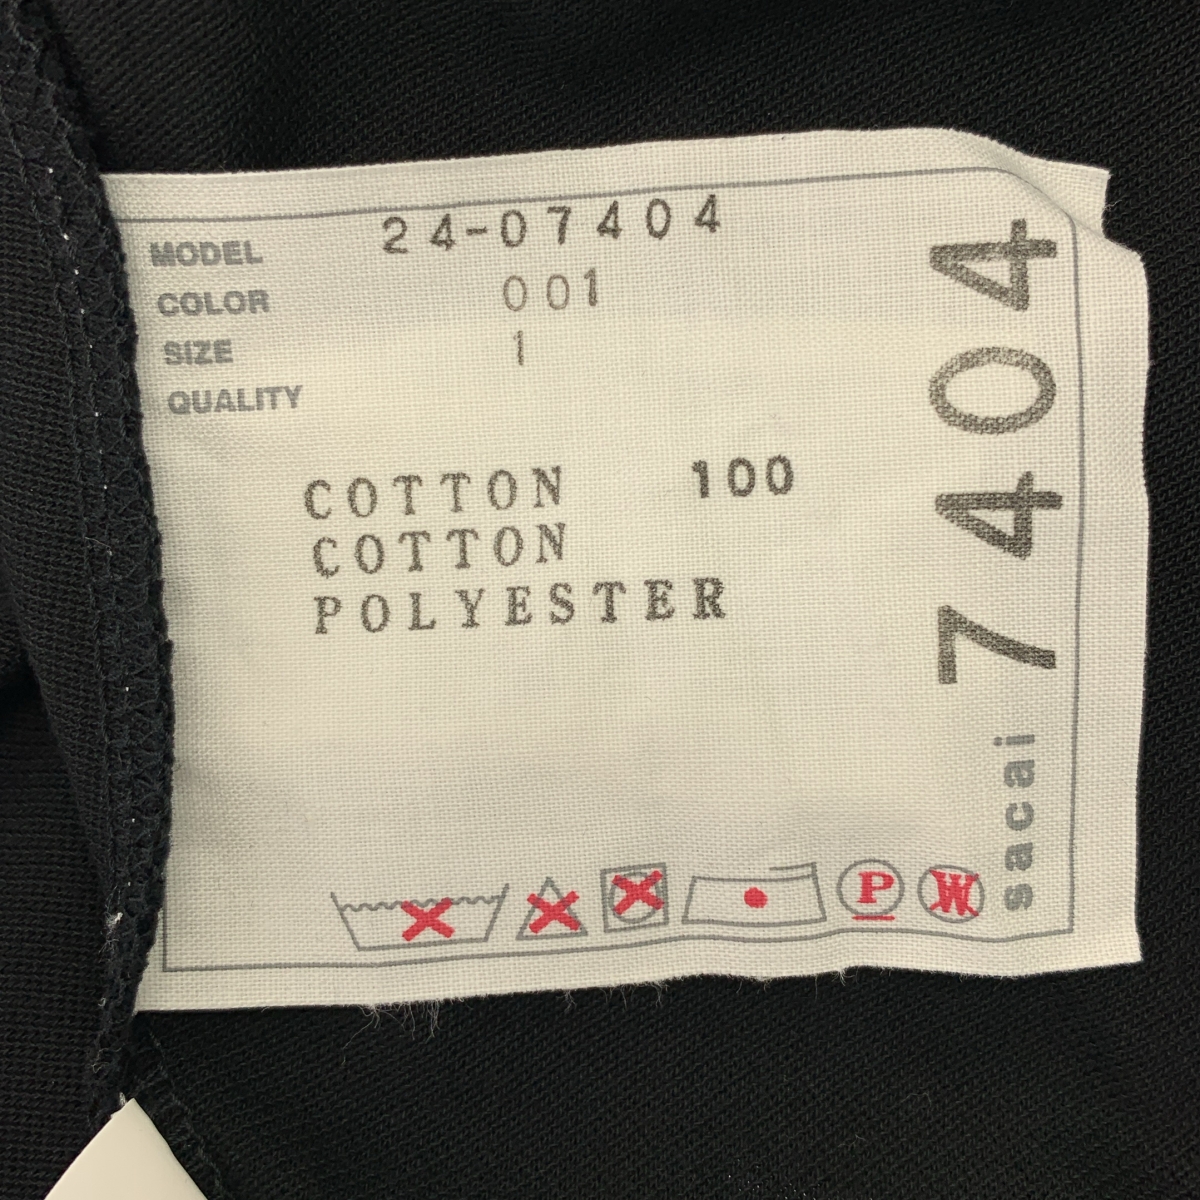 MODEL 24-07404
COLOR 001
SIZE 1
QUALITY
COTTON 100
COTTON
POLYESTER
P W
sacai 7404